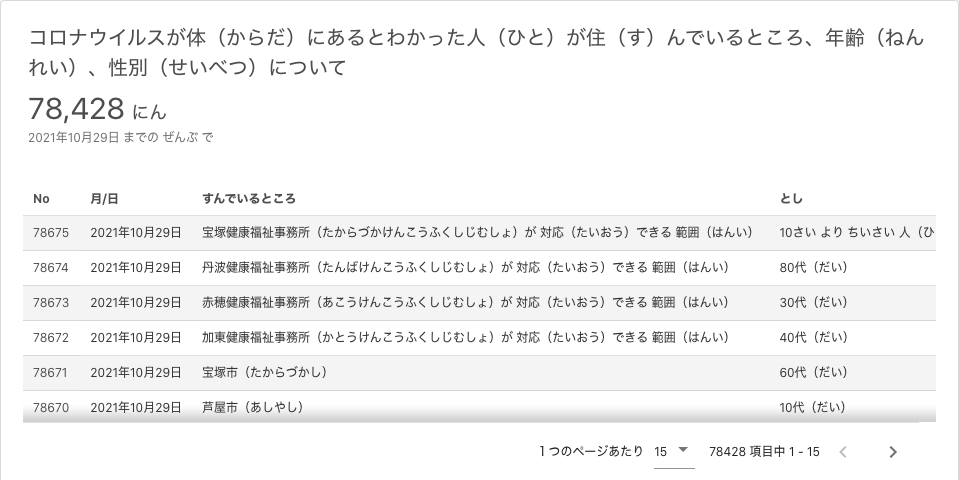 コロナウイルスが体（からだ）にあるとわかった人（ひと）が住（す）んでいるところ、年齢（ねん
れい）、性別（せいべつ）について
78,428 にん
2021年10月29日 までの ぜんぶ で
No 月/日 すんでいるところ とし
78675 2021年10月29日 宝塚健康福祉事務所（たからづかけんこうふくしじむしょ）が 対応（たいおう）できる 範囲（はんい） 10さい より ちいさい 人（ひ
78674 2021年10月29日 丹波健康福祉事務所（たんばけんこうふくしじむしょ）が 対応（たいおう）できる 範囲（はんい） 80代（だい）
78673 2021年10月29日 赤穂健康福祉事務所（あこうけんこうふくしじむしょ）が 対応（たいおう）できる 範囲（はんい） 30代（だい）
78672 2021年10月29日 加東健康福祉事務所（かとうけんこうふくしじむしょ）が 対応（たいおう）できる 範囲（はんい） 40代（だい）
78671 2021年10月29日 宝塚市（たからづかし） 60代（だい）
78670 2021年10月29日 芦屋市（あしやし） 10代（だい）
1 つのページあたり 15 78428 項目中 1 - 15